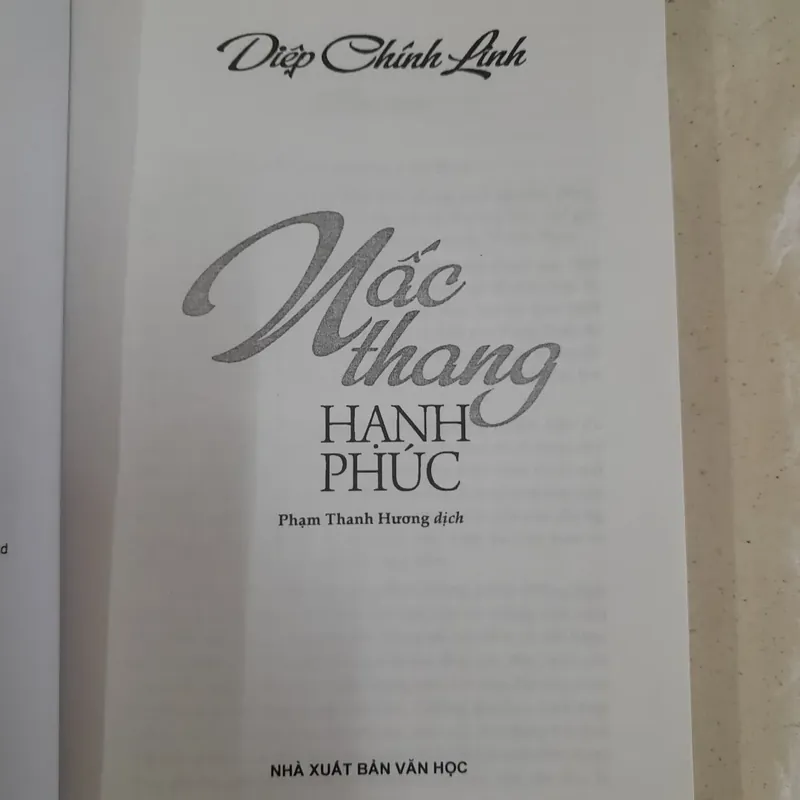 Diệp Chính Linh
Nấc
thang
HẠNH
PHÚC
Phạm Thanh Hương dịch
NHÀ XUẤT BẢN VĂN HỌC
d